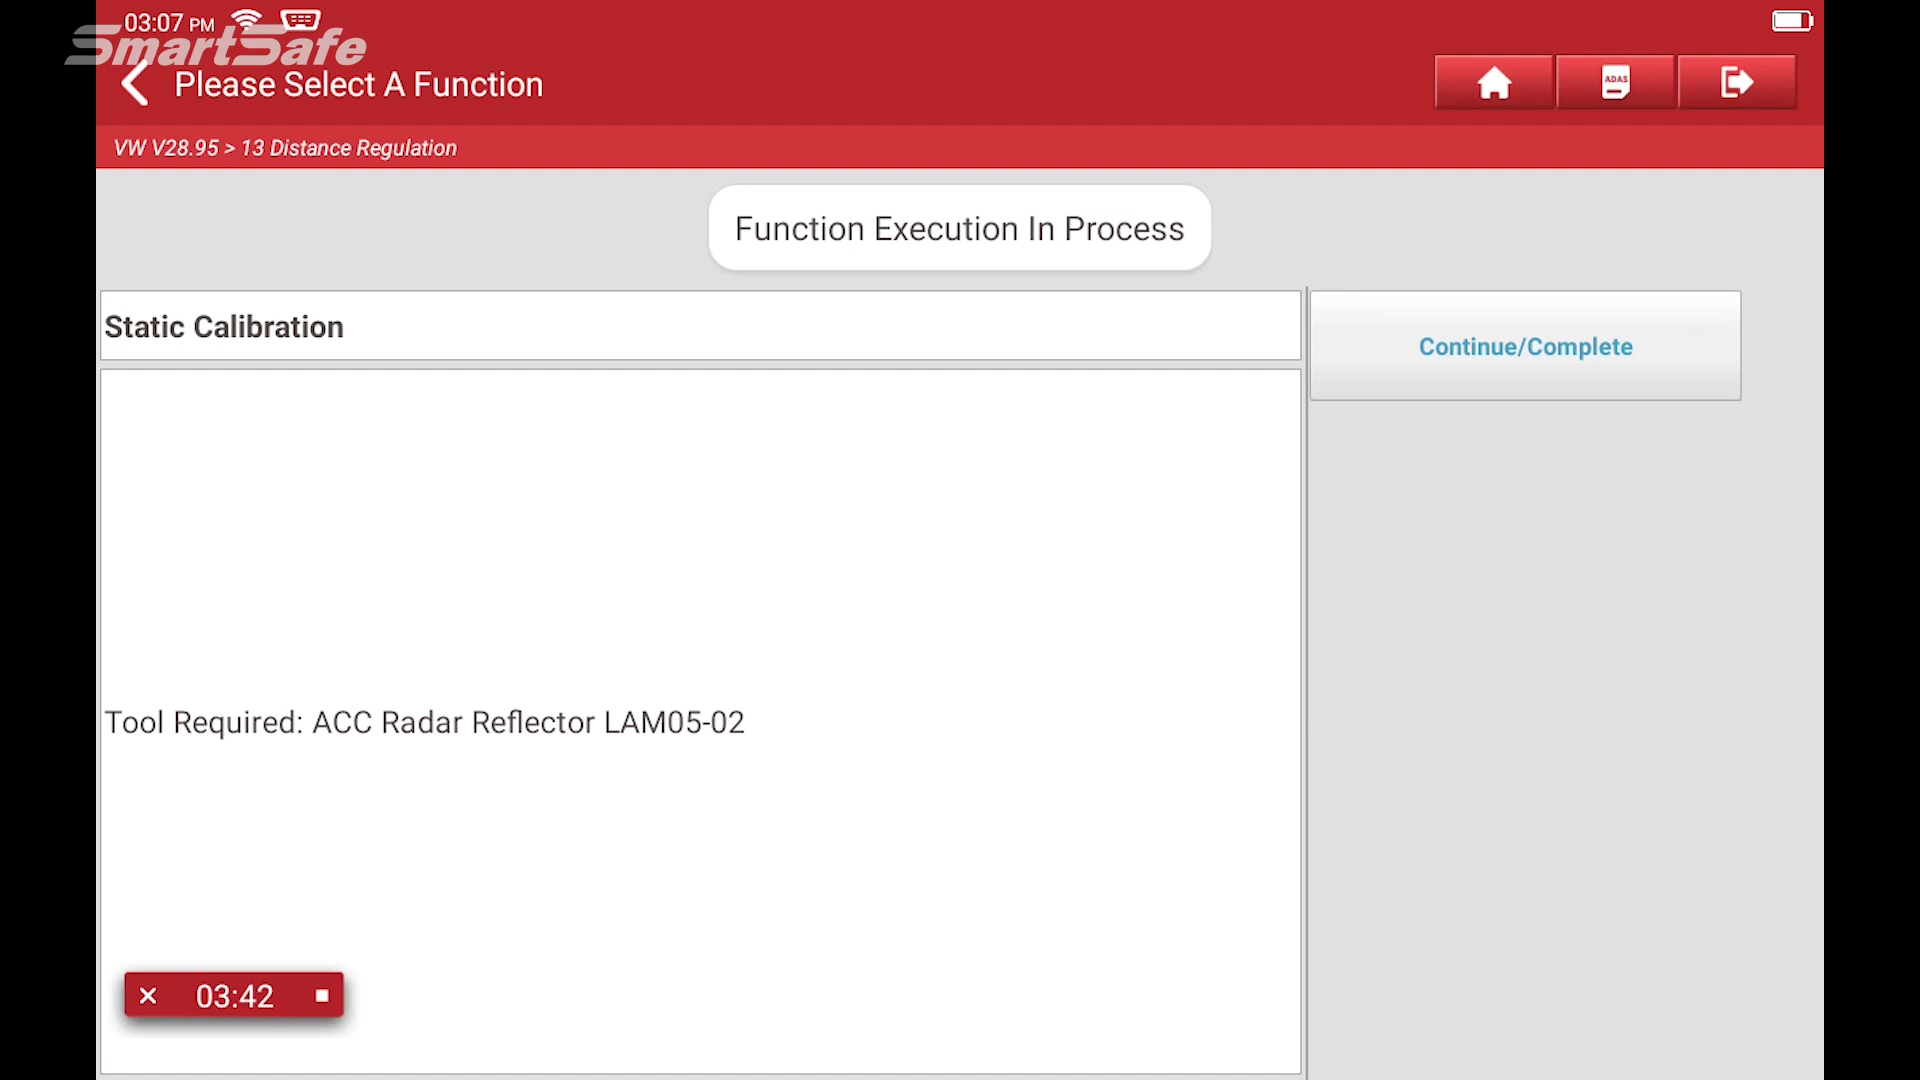 03:07 PM
SmartSafe
Please Select A Function
ADAS
VW V28.95 > 13 Distance Regulation
Function Execution In Process
Static Calibration
Continue/Complete
Tool Required: ACC Radar Reflector LAM05-02
03:42